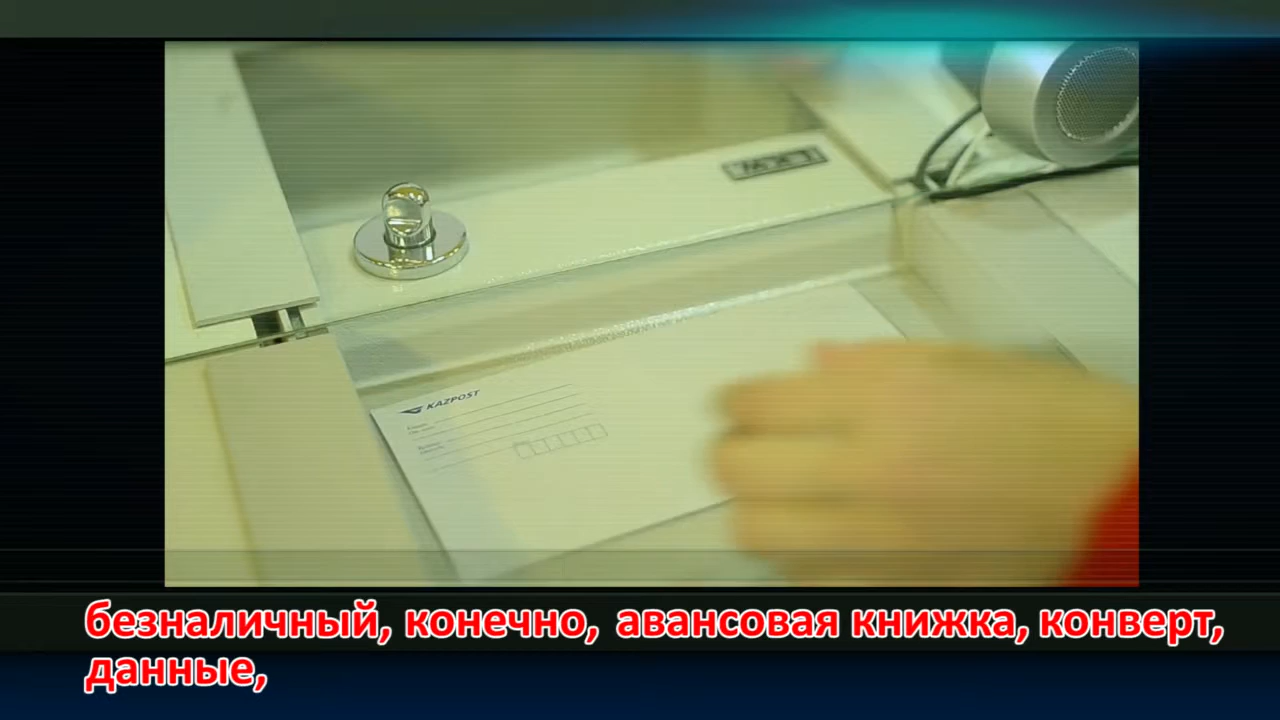 KAZPOST
безналичный, конечно, авансовая книжка, конверт,
данные,